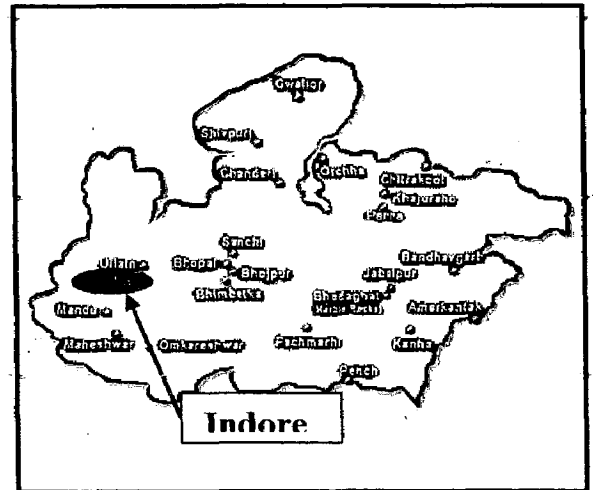 Gwalior
Shivpuri
Chanderi
Orchha
Chitrakoot
Khajuraho
Panna
Sanchi
Ujjain
Bhopal
Bhojpur
Bhimbetka
Bandhavgarh
Jabalpur
Bhedaghat
Amarkantak
Mandu
Maheshwar
Omkareshwar
Pachmarhi
Kanha
Pench
Indore